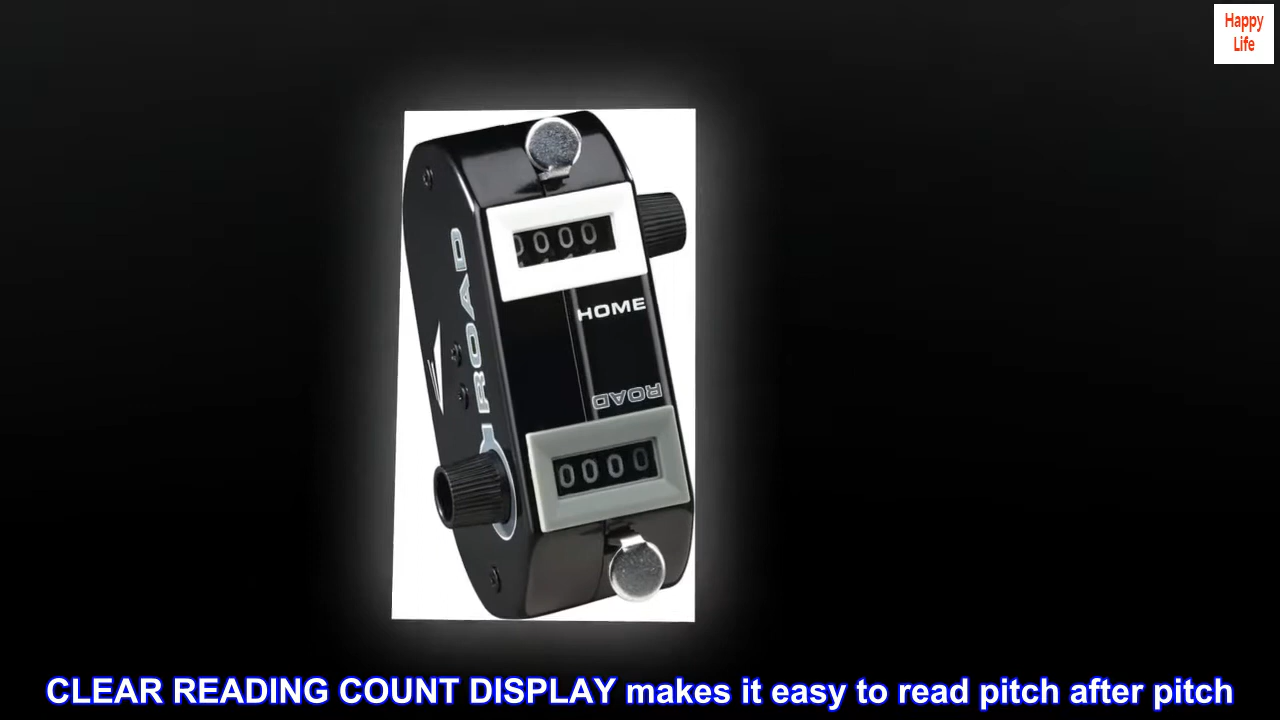 Happy
Life
0000
HOME
ROAD
ROAD
0000
CLEAR READING COUNT DISPLAY makes it easy to read pitch after pitch